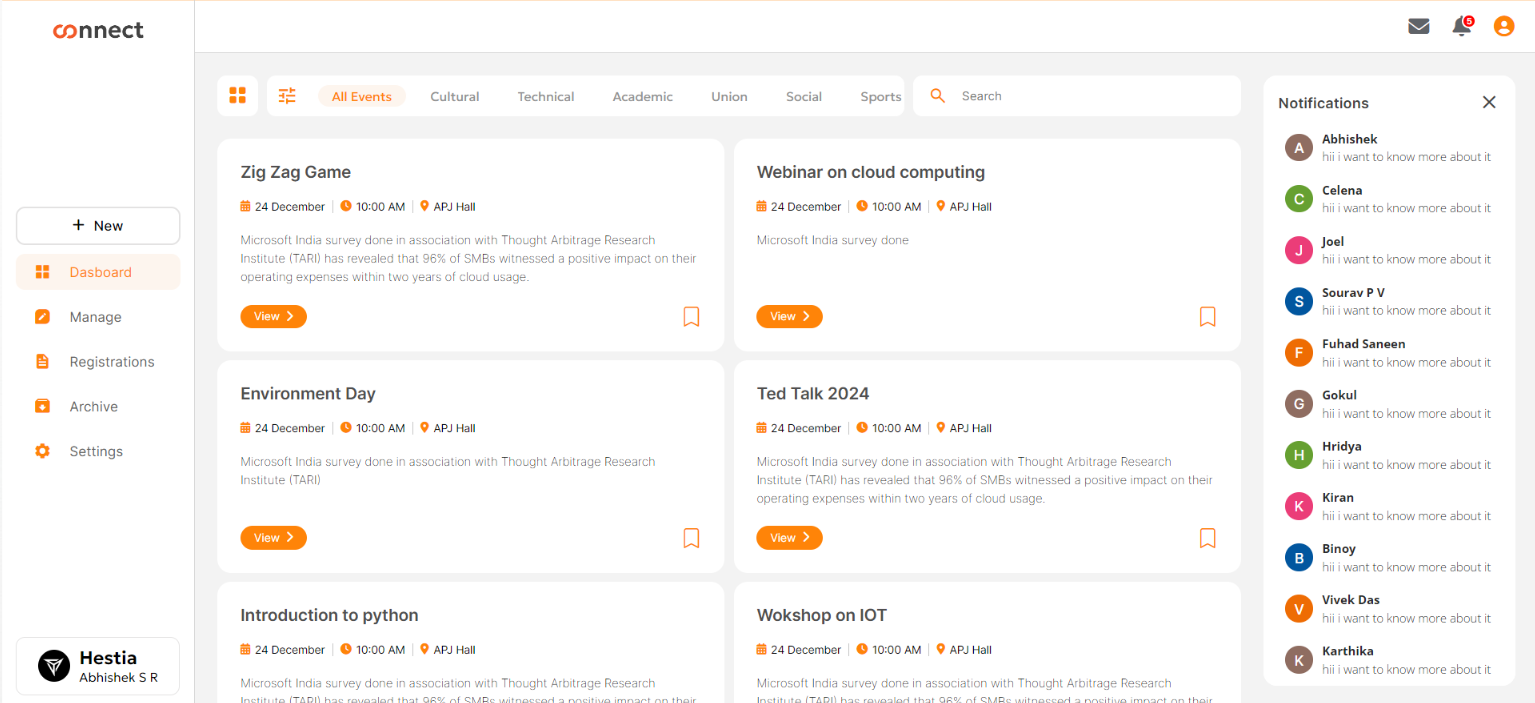 connect
5
New
Dasboard
Manage
Registrations
Archive
Settings
Hestia
Abhishek S R
All Events Cultural Technical Academic Union Social Sports
Search
Zig Zag Game
24 December 10:00 AM APJ Hall
Microsoft India survey done in association with Thought Arbitrage Research
Institute (TARI) has revealed that 96% of SMBs witnessed a positive impact on their
operating expenses within two years of cloud usage.
View
Webinar on cloud computing
24 December 10:00 AM APJ Hall
Microsoft India survey done
View
Environment Day
24 December 10:00 AM APJ Hall
Microsoft India survey done in association with Thought Arbitrage Research
Institute (TARI)
View
Ted Talk 2024
24 December 10:00 AM APJ Hall
Microsoft India survey done in association with Thought Arbitrage Research
Institute (TARI) has revealed that 96% of SMBs witnessed a positive impact on their
operating expenses within two years of cloud usage.
View
Introduction to python
24 December 10:00 AM APJ Hall
Microsoft India survey done in association with Thought Arbitrage Research
Institute (TARI) has revealed that 96% of SMBs witnessed a positive impact on their
Wokshop on IOT
24 December 10:00 AM APJ Hall
Microsoft India survey done in association with Thought Arbitrage Research
Institute (TARI) has revealed that 96% of SMBs witnessed a positive impact on their
Notifications
A Abhishek
hii i want to know more about it
C Celena
hii i want to know more about it
J Joel
hii i want to know more about it
S Sourav P V
hii i want to know more about it
F Fuhad Saneen
hii i want to know more about it
G Gokul
hii i want to know more about it
H Hridya
hii i want to know more about it
K Kiran
hii i want to know more about it
B Binoy
hii i want to know more about it
V Vivek Das
hii i want to know more about it
K Karthika
hii i want to know more about it